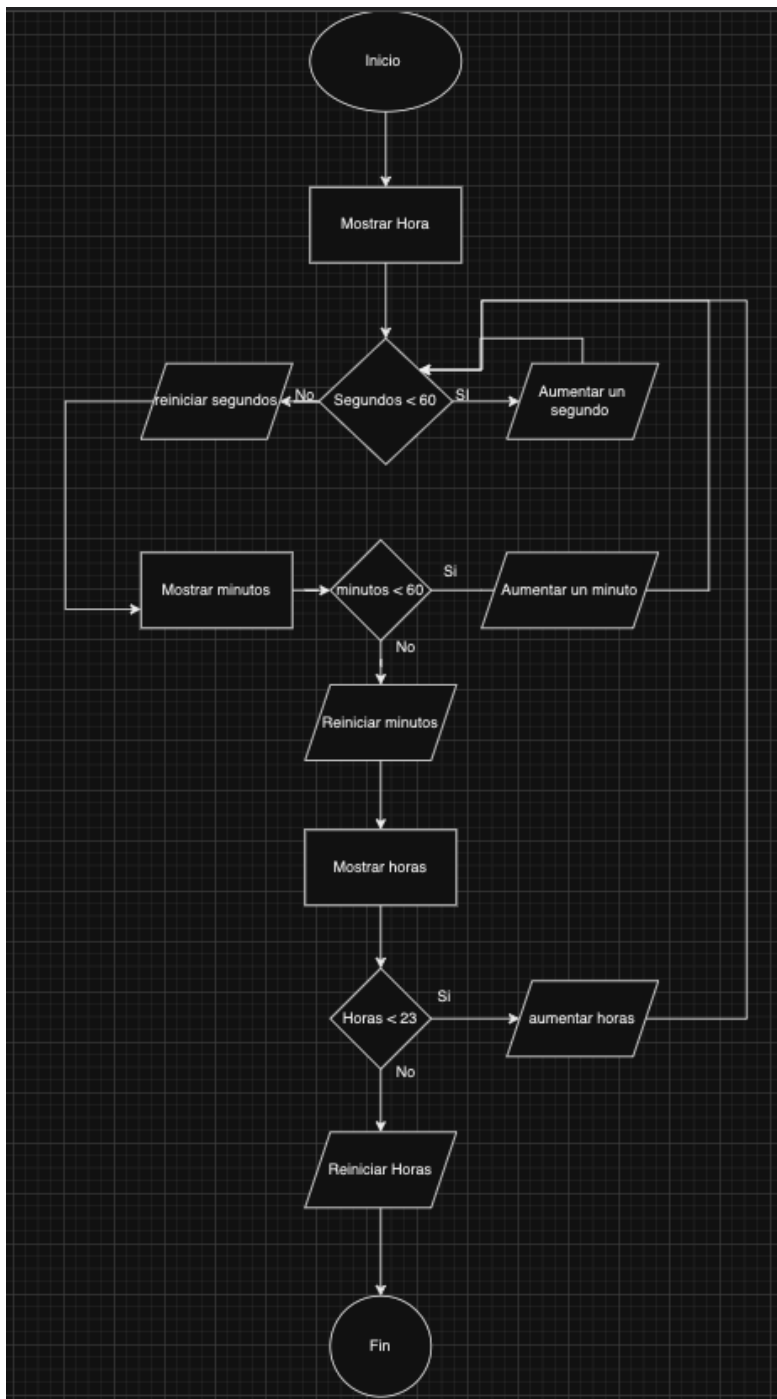 Inicio
Mostrar Hora
reiniciar segundos
No
Segundos < 60
Si
Aumentar un
segundo
Mostrar minutos
minutos < 60
Si
Aumentar un minuto
No
Reiniciar minutos
Mostrar horas
Horas < 23
Si
aumentar horas
No
Reiniciar Horas
Fin